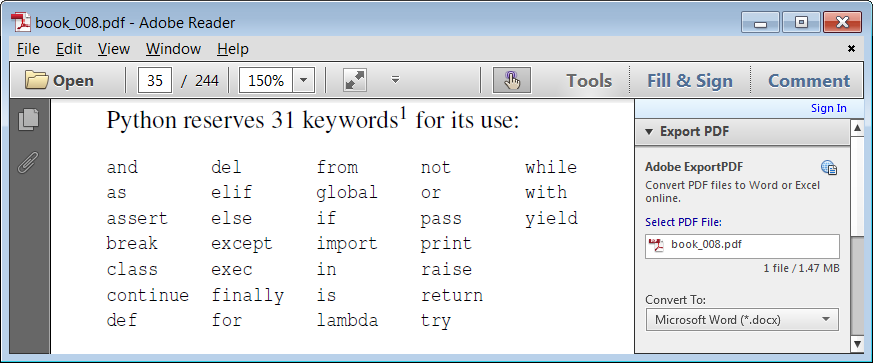 book_008.pdf - Adobe Reader
File Edit View Window Help
Open 35 / 244 150% Tools Fill & Sign Comment
Sign In
Python reserves 31 keywords1 for its use:
and del from not while
as elif global or with
assert else if pass yield
break except import print
class exec in raise
continue finally is return
def for lambda try
Export PDF
Adobe ExportPDF
Convert PDF files to Word or Excel
online.
Select PDF File:
book_008.pdf
1 file / 1.47 MB
Convert To:
Microsoft Word (*.docx)